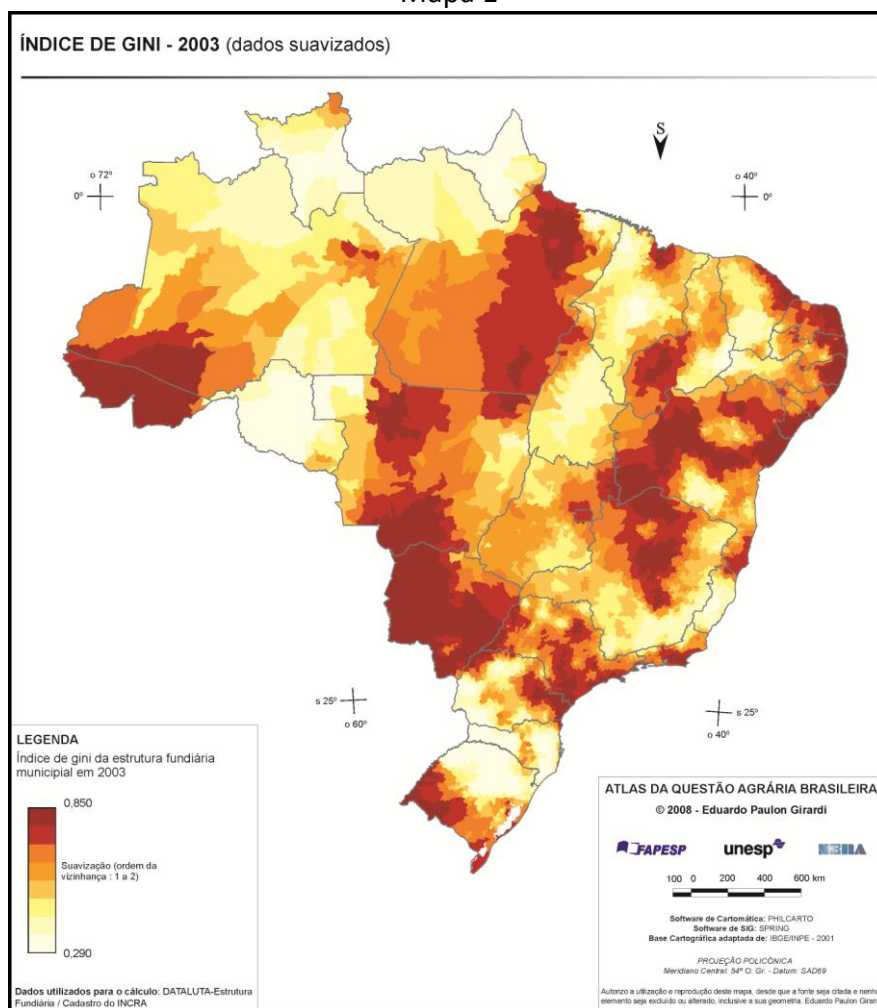 ÍNDICE DE GINI - 2003 (dados suavizados)
S
o 72º
0º
o 40º
0º
s 25º
o 60º
s 25º
o 40º
LEGENDA
Índice de gini da estrutura fundiária
municipal em 2003
0,850
Suavização (ordem da
vizinhança : 1 a 2)
0,290
Dados utilizados para o cálculo: DATALUTA-Estrutura
Fundiária / Cadastro do INCRA
ATLAS DA QUESTÃO AGRÁRIA BRASILEIRA
© 2008 - Eduardo Paulon Girardi
FAPESP unesp NERA
100 0 200 400 600 km
Software de Cartomática: PHILCARTO
Software de SIG: SPRING
Base Cartográfica adaptada de: IBGE/INPE - 2001
PROJEÇÃO POLICÔNICA
Meridiano Central: 54º O. Gr. - Datum: SAD69
Autorizo a utilização e reprodução deste mapa, desde que a fonte seja citada e
elemento seja excluído ou alterado, inclusive a sua geometria. Eduardo Paulon